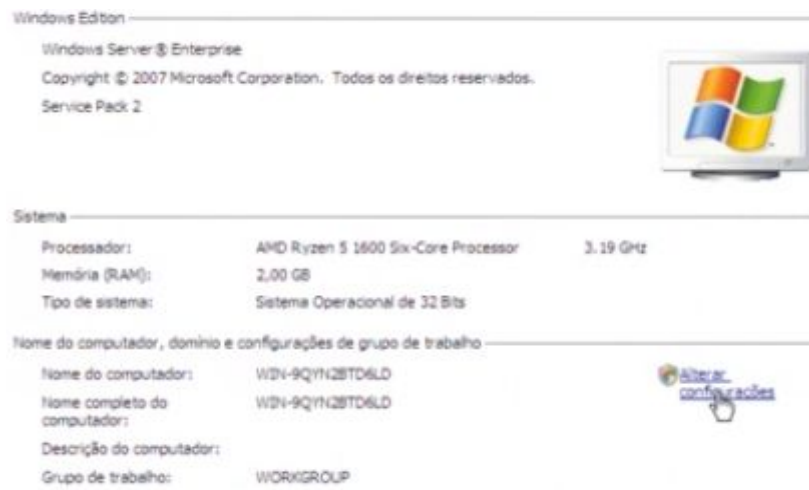 Windows Edition
Windows Server® Enterprise
Copyright © 2007 Microsoft Corporation. Todos os direitos reservados.
Service Pack 2
Sistema
Processador: AMD Ryzen 5 1600 Six-Core Processor 3.19 GHz
Memória (RAM): 2,00 GB
Tipo de sistema: Sistema Operacional de 32 Bits
Nome do computador, domínio e configurações de grupo de trabalho
Nome do computador: WIN-9QYN2BTD6LD
Alterar
configurações
Nome completo do WIN-9QYN2BTD6LD
computador:
Descrição do computador:
Grupo de trabalho: WORKGROUP